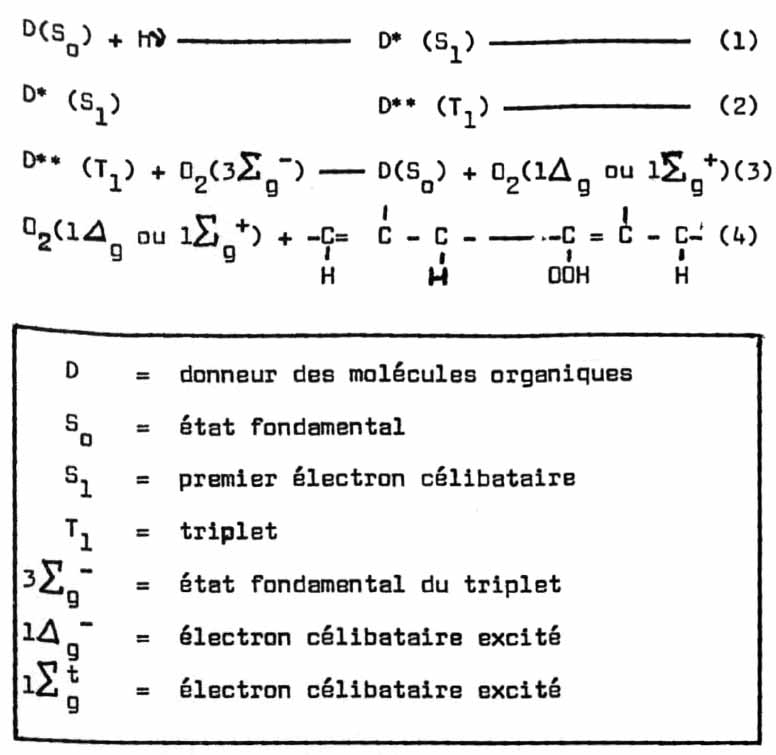 D(S₀) + hν ——— D* (S₁) ——— (1)
D* (S₁) D** (T₁) ——— (2)
D** (T₁) + O₂(3Σg⁻) — D(S₀) + O₂(1Δg ou 1Σg⁺)(3)
O₂(1Δg ou 1Σg⁺) + -C= C - C - — -C = C - C- (4)
H H OOH H
D = donneur des molécules organiques
S₀ = état fondamental
S₁ = premier électron célibataire
T₁ = triplet
3Σg⁻ = état fondamental du triplet
1Δg⁻ = électron célibataire excité
1Σgᵗ = électron célibataire excité